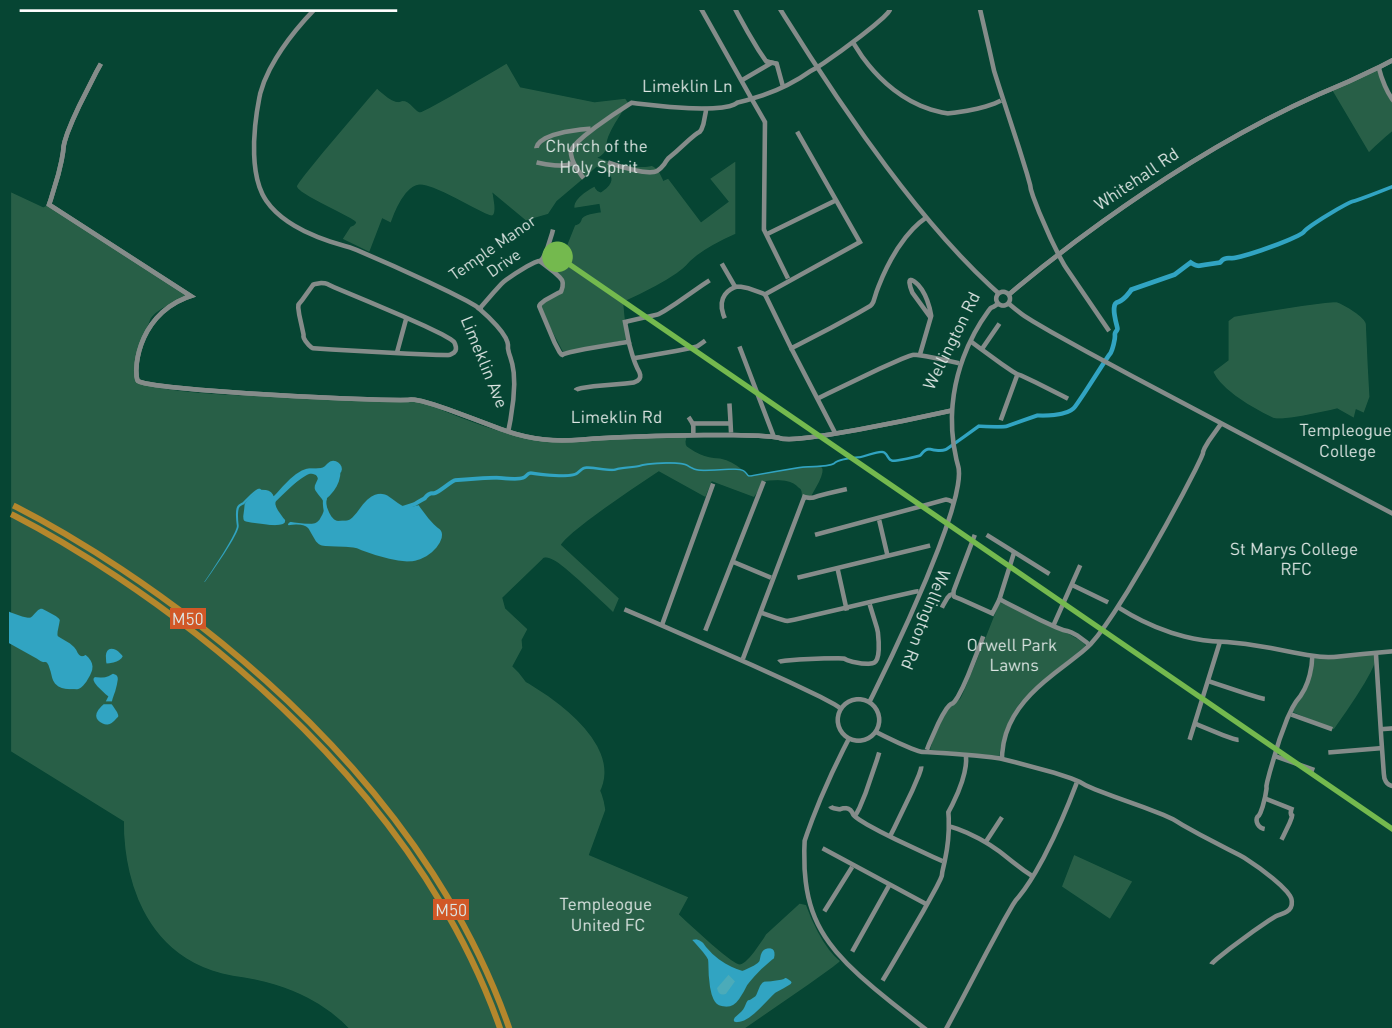 Limeklin Ln
Church of the
Holy Spirit
Whitehall Rd
Temple Manor
Drive
Wellington Rd
Limeklin Ave
Limeklin Rd
Templeogue
College
St Marys College
RFC
Wellington Rd
M50
Orwell Park
Lawns
M50
Templeogue
United FC